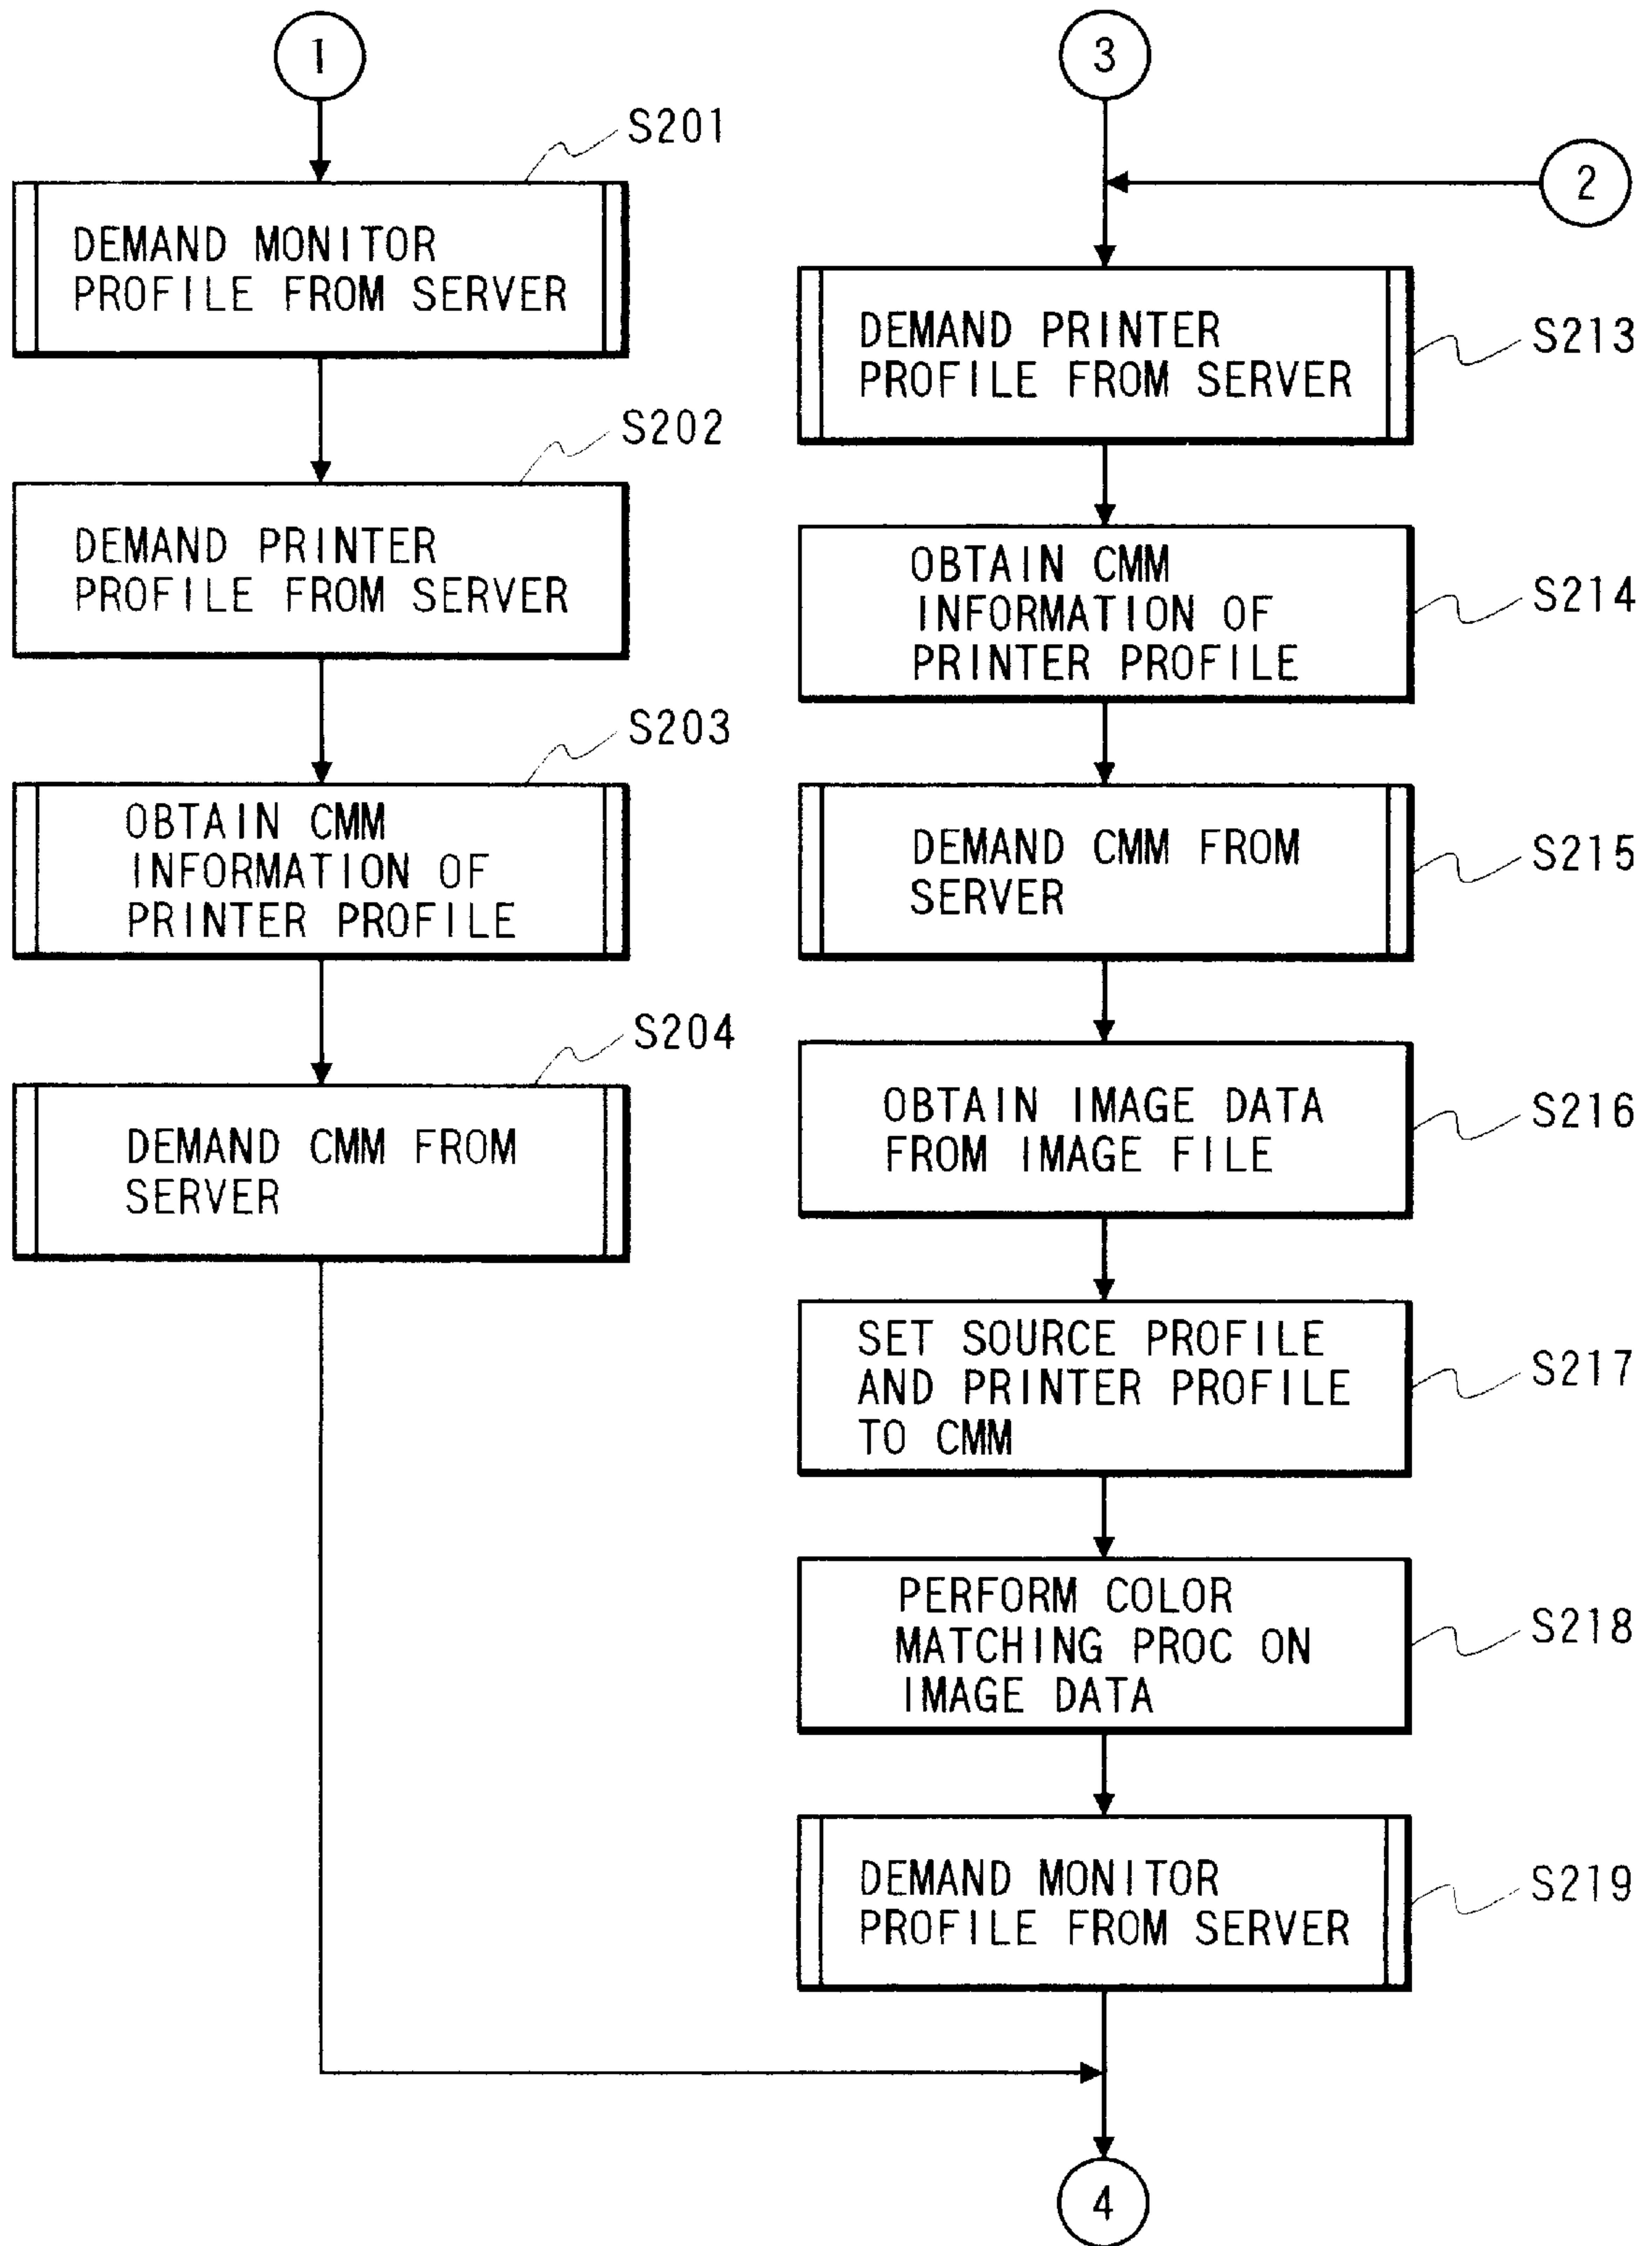 1
S201
DEMAND MONITOR
PROFILE FROM SERVER
S202
DEMAND PRINTER
PROFILE FROM SERVER
S203
OBTAIN CMM
INFORMATION OF
PRINTER PROFILE
S204
DEMAND CMM FROM
SERVER
3
2
DEMAND PRINTER
PROFILE FROM SERVER
S213
OBTAIN CMM
INFORMATION OF
PRINTER PROFILE
S214
DEMAND CMM FROM
SERVER
S215
OBTAIN IMAGE DATA
FROM IMAGE FILE
S216
SET SOURCE PROFILE
AND PRINTER PROFILE
TO CMM
S217
PERFORM COLOR
MATCHING PROC ON
IMAGE DATA
S218
DEMAND MONITOR
PROFILE FROM SERVER
S219
4